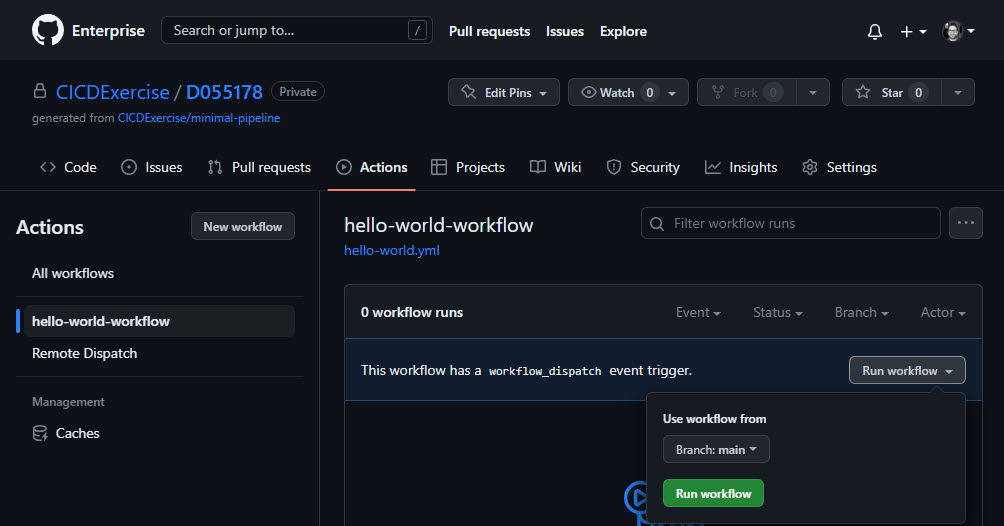 Enterprise Search or jump to... / Pull requests Issues Explore
CICDExercise / D055178 Private Edit Pins Watch 0 Fork 0 Star 0
generated from CICDExercise/minimal-pipeline
Code Issues Pull requests Actions Projects Wiki Security Insights Settings
Actions New workflow
All workflows
hello-world-workflow
Remote Dispatch
Management
Caches
hello-world-workflow Filter workflow runs
hello-world.yml
0 workflow runs Event Status Branch Actor
This workflow has a workflow_dispatch event trigger. Run workflow
Use workflow from
Branch: main
Run workflow